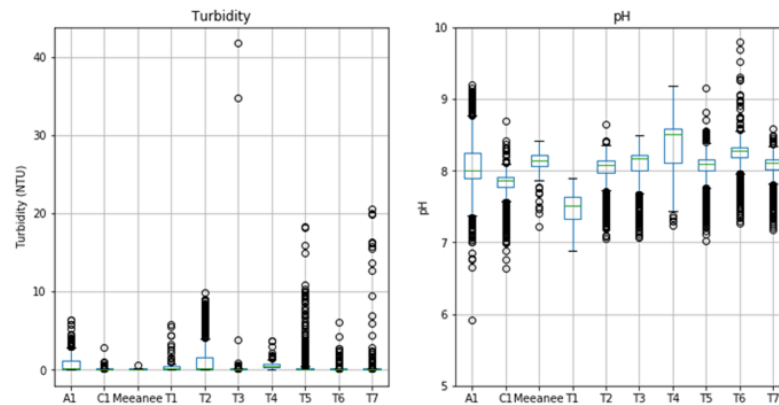 Turbidity
Turbidity (NTU)
40
30
20
10
0
A1 C1 Meeanee T1 T2 T3 T4 T5 T6 T7
pH
pH
10
9
8
7
6
5
A1 C1 Meeanee T1 T2 T3 T4 T5 T6 T7